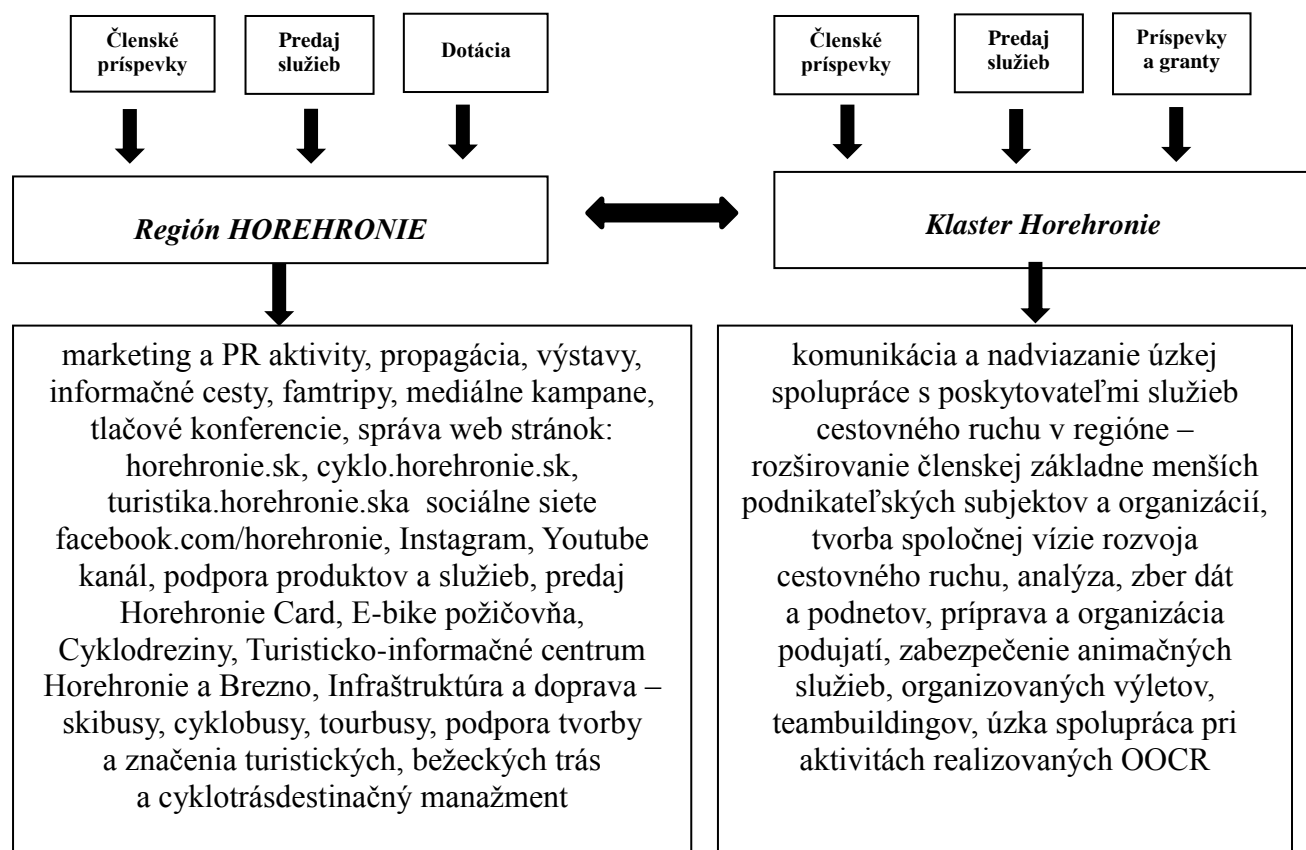 Členské
príspevky
Predaj
služieb
Dotácia
Členské
príspevky
Predaj
služieb
Príspevky
a granty
Región HOREHRONIE
Klaster Horehronie
marketing a PR aktivity, propagácia, výstavy,
informačné cesty, famtripy, mediálne kampane,
tlačové konferencie, správa web stránok:
horehronie.sk, cyklo.horehronie.sk,
turistika.horehronie.ska  sociálne siete
facebook.com/horehronie, Instagram, Youtube
kanál, podpora produktov a služieb, predaj
Horehronie Card, E-bike požičovňa,
Cyklodreziny, Turisticko-informačné centrum
Horehronie a Brezno, Infraštruktúra a doprava –
skibusy, cyklobusy, tourbusy, podpora tvorby
a značenia turistických, bežeckých trás
a cyklotrásdestinačný manažment
komunikácia a nadviazanie úzkej
spolupráce s poskytovateľmi služieb
cestovného ruchu v regióne –
rozširovanie členskej základne menších
podnikateľských subjektov a organizácií,
tvorba spoločnej vízie rozvoja
cestovného ruchu, analýza, zber dát
a podnetov, príprava a organizácia
podujatí, zabezpečenie animačných
služieb, organizovaných výletov,
teambuildingov, úzka spolupráca pri
aktivitách realizovaných OOCR